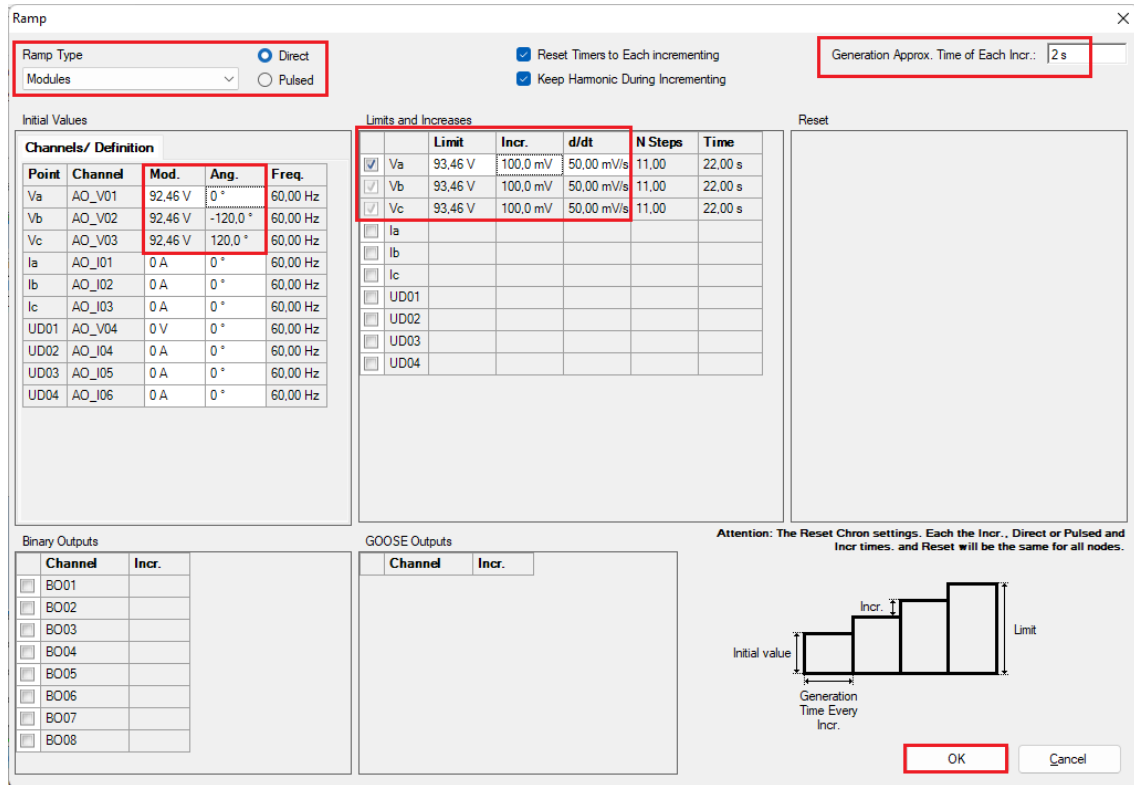 Ramp
Ramp Type
Direct
Modules
Pulsed
Reset Timers to Each incrementing
Keep Harmonic During Incrementing
Generation Approx. Time of Each Incr.: 2 s
Initial Values
Channels/ Definition
Point Channel Mod. Ang. Freq.
Va AO_V01 92,46 V 0 ° 60,00 Hz
Vb AO_V02 92,46 V -120,0 ° 60,00 Hz
Vc AO_V03 92,46 V 120,0 ° 60,00 Hz
Ia AO_I01 0 A 0 ° 60,00 Hz
Ib AO_I02 0 A 0 ° 60,00 Hz
Ic AO_I03 0 A 0 ° 60,00 Hz
UD01 AO_V04 0 V 0 ° 60,00 Hz
UD02 AO_I04 0 A 0 ° 60,00 Hz
UD03 AO_I05 0 A 0 ° 60,00 Hz
UD04 AO_I06 0 A 0 ° 60,00 Hz
Limits and Increases
Limit Incr. d/dt N Steps Time
Va 93,46 V 100,0 mV 50,00 mV/s 11,00 22,00 s
Vb 93,46 V 100,0 mV 50,00 mV/s 11,00 22,00 s
Vc 93,46 V 100,0 mV 50,00 mV/s 11,00 22,00 s
Ia
Ib
Ic
UD01
UD02
UD03
UD04
Reset
Binary Outputs
Channel Incr.
BO01
BO02
BO03
BO04
BO05
BO06
BO07
BO08
GOOSE Outputs
Channel Incr.
Attention: The Reset Chron settings. Each the Incr., Direct or Pulsed and
Incr times. and Reset will be the same for all nodes.
Incr.
Limit
Initial value
Generation
Time Every
Incr.
OK
Cancel